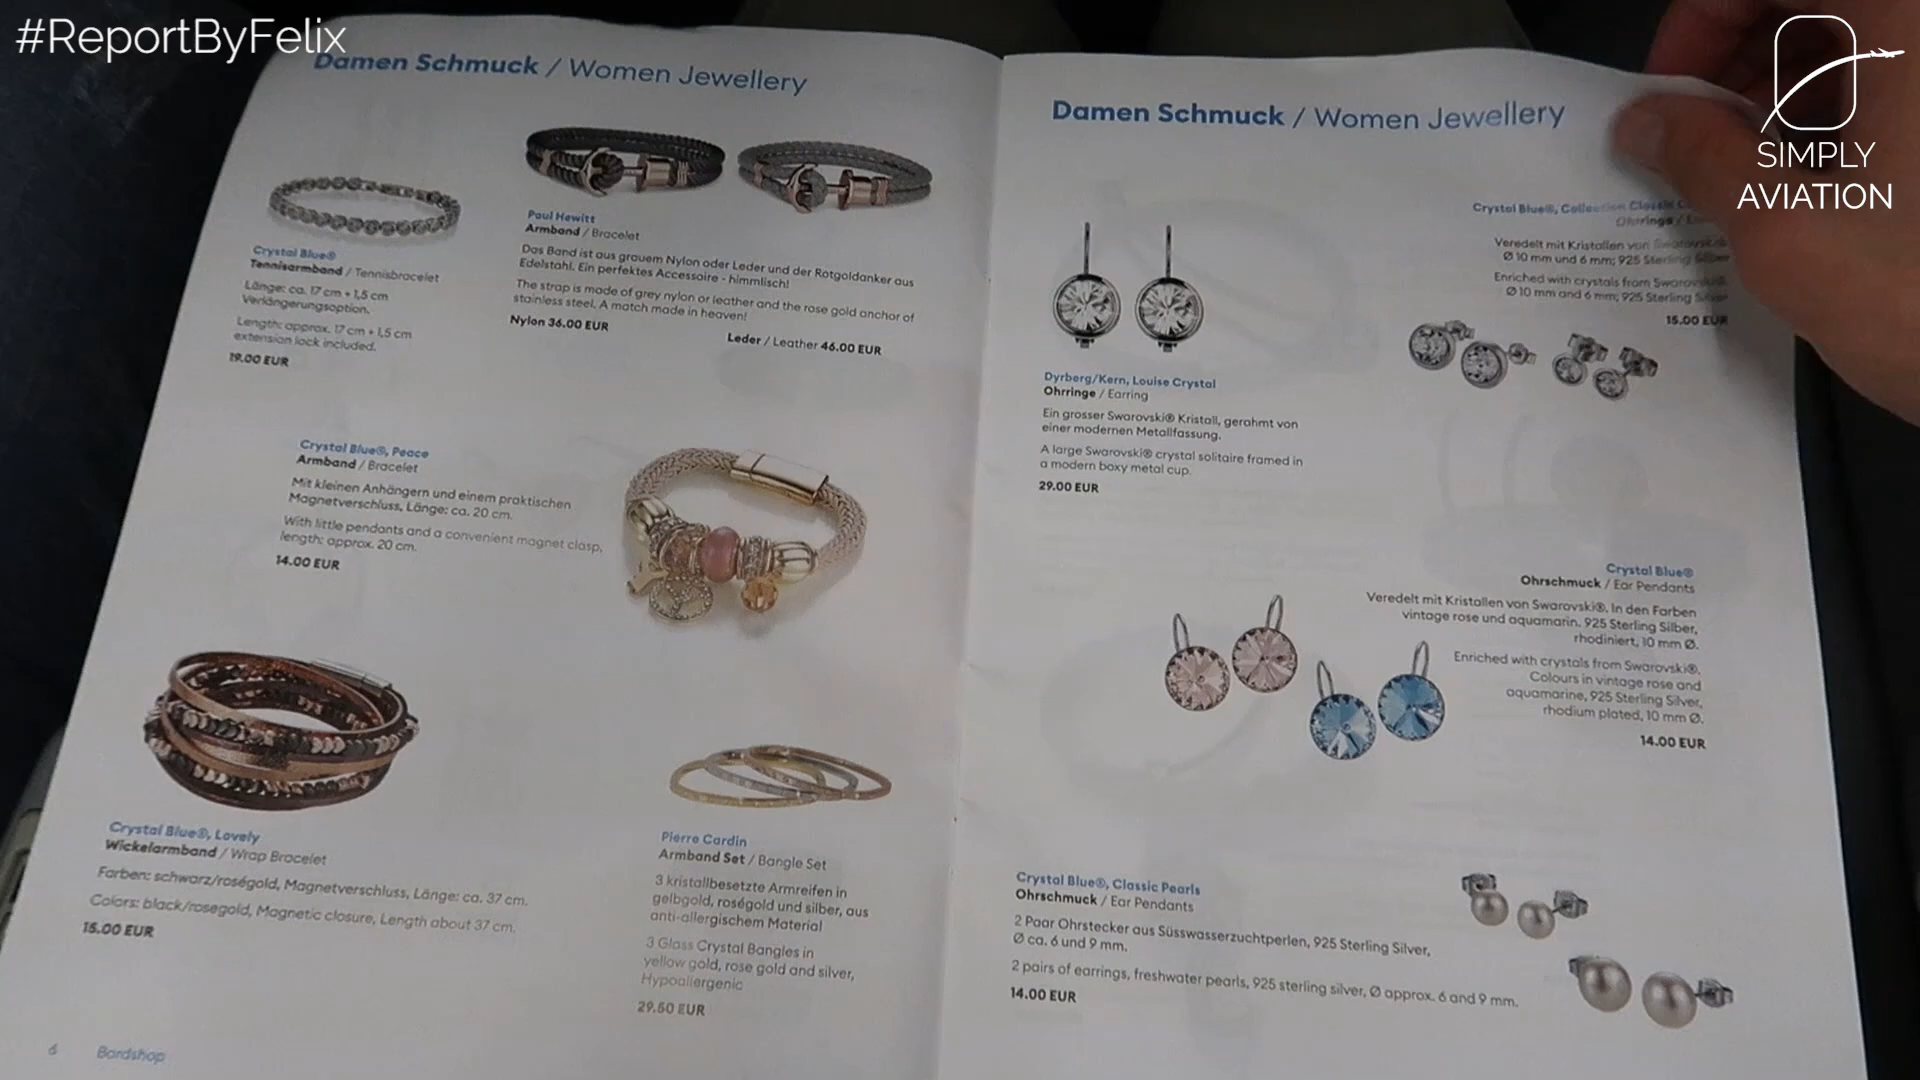 #ReportByFelix
SIMPLY
AVIATION
Damen Schmuck / Women Jewellery
Crystal Blue®
Tennisarmband / Tennisbracelet
Länge: ca. 17 cm + 1,5 cm
Verlängerungsoption.
Length: approx. 17 cm + 1,5 cm
extension lock included.
19.00 EUR
Paul Hewitt
Armband / Bracelet
Das Band ist aus grauem Nylon oder Leder und der Rotgoldanker aus
Edelstahl. Ein perfektes Accessoire - himmlisch!
The strap is made of grey nylon or leather and the rose gold anchor of
stainless steel. A match made in heaven!
Nylon 36.00 EUR
Leder / Leather 46.00 EUR
Crystal Blue®, Peace
Armband / Bracelet
Mit kleinen Anhängern und einem praktischen
Magnetverschluss, Länge: ca. 20 cm.
With little pendants and a convenient magnet clasp,
length: approx. 20 cm.
14.00 EUR
Crystal Blue®, Lovely
Wickelarmband / Wrap Bracelet
Farben: schwarz/roségold, Magnetverschluss, Länge: ca. 37 cm.
Colors: black/rosegold, Magnetic closure, Length about 37 cm.
15.00 EUR
Pierre Cardin
Armband Set / Bangle Set
3 kristallbesetzte Armreifen in
gelbgold, roségold und silber, aus
anti-allergischem Material
3 Glass Crystal Bangles in
yellow gold, rose gold and silver,
Hypoallergenic
29.50 EUR
6 Bordshop
Damen Schmuck / Women Jewellery
Dyrberg/Kern, Louise Crystal
Ohrringe / Earring
Ein grosser Swarovski® Kristall, gerahmt von
einer modernen Metallfassung.
A large Swarovski® crystal solitaire framed in
a modern boxy metal cup.
29.00 EUR
Crystal Blue®, Collection Classic
Ohrringe /
Veredelt mit Kristallen von Swarovski®.
Ø 10 mm und 6 mm; 925 Sterling Silber
Enriched with crystals from Swarovski®.
Ø 10 mm and 6 mm; 925 Sterling Silver
15.00 EUR
Crystal Blue®
Ohrschmuck / Ear Pendants
Veredelt mit Kristallen von Swarovski®. In den Farben
vintage rose und aquamarin. 925 Sterling Silber,
rhodiniert, 10 mm Ø.
Enriched with crystals from Swarovski®.
Colours in vintage rose and
aquamarine, 925 Sterling Silver,
rhodium plated, 10 mm Ø.
14.00 EUR
Crystal Blue®, Classic Pearls
Ohrschmuck / Ear Pendants
2 Paar Ohrstecker aus Süsswasserzuchtperlen, 925 Sterling Silver,
Ø ca. 6 und 9 mm.
2 pairs of earrings, freshwater pearls, 925 sterling silver, Ø approx. 6 and 9 mm.
14.00 EUR